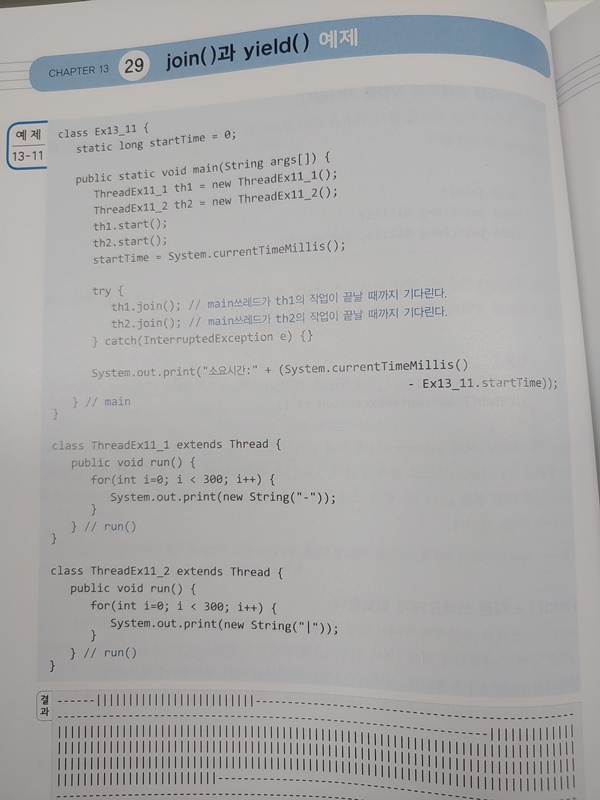 CHAPTER 13 29 join()과 yield() 예제
예제
13-11
class Ex13_11 {
static long startTime = 0;
public static void main(String args[]) {
ThreadEx11_1 th1 = new ThreadEx11_1();
ThreadEx11_2 th2 = new ThreadEx11_2();
th1.start();
th2.start();
startTime = System.currentTimeMillis();
try {
th1.join(); // main쓰레드가 th1의 작업이 끝날 때까지 기다린다.
th2.join(); // main쓰레드가 th2의 작업이 끝날 때까지 기다린다.
} catch(InterruptedException e) {}
System.out.print("소요시간:" + (System.currentTimeMillis()
- Ex13_11.startTime));
} // main
}
class ThreadEx11_1 extends Thread {
public void run() {
for(int i=0; i < 300; i++) {
System.out.print(new String("-"));
}
} // run()
}
class ThreadEx11_2 extends Thread {
public void run() {
for(int i=0; i < 300; i++) {
System.out.print(new String("|"));
}
} // run()
}
결과